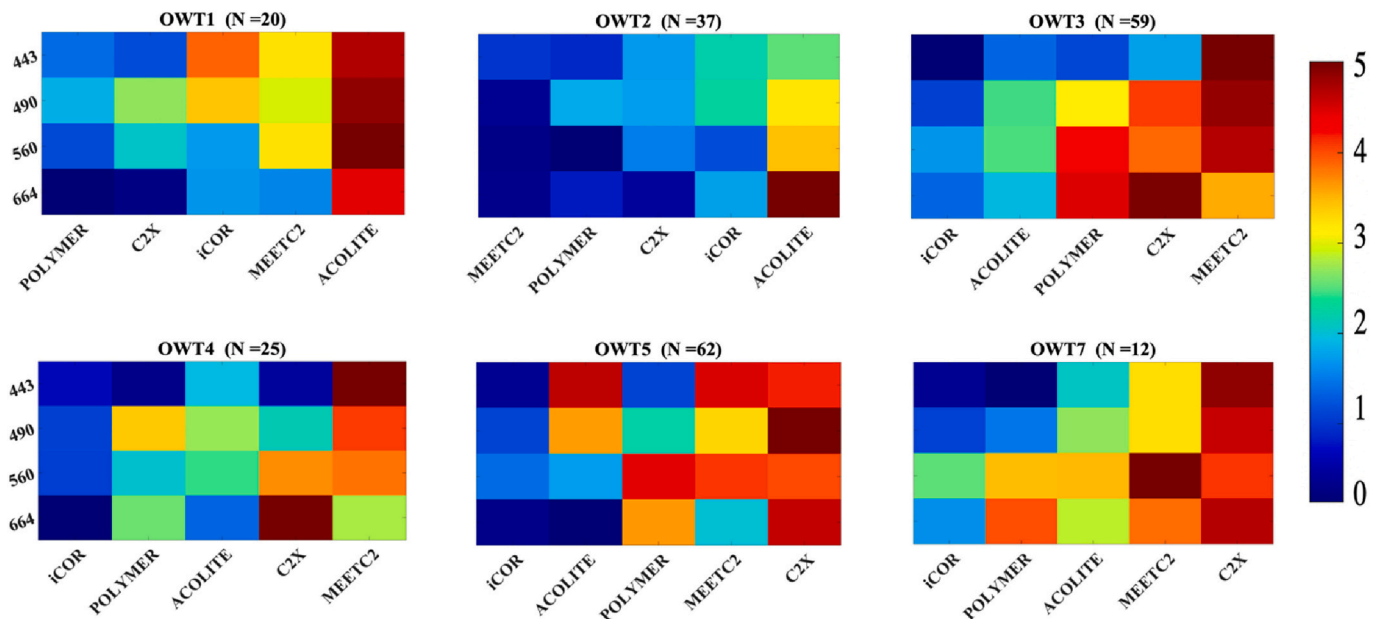 OWT1 (N =20)
OWT2 (N =37)
OWT3 (N =59)
443
490
560
664
POLYMER
C2X
iCOR
MEETC2
ACOLITE
MEETC2
POLYMER
C2X
iCOR
ACOLITE
iCOR
ACOLITE
POLYMER
C2X
MEETC2
5
4
3
2
1
0
OWT4 (N =25)
OWT5 (N =62)
OWT7 (N =12)
443
490
560
664
iCOR
POLYMER
ACOLITE
C2X
MEETC2
iCOR
ACOLITE
POLYMER
MEETC2
C2X
iCOR
POLYMER
ACOLITE
MEETC2
C2X